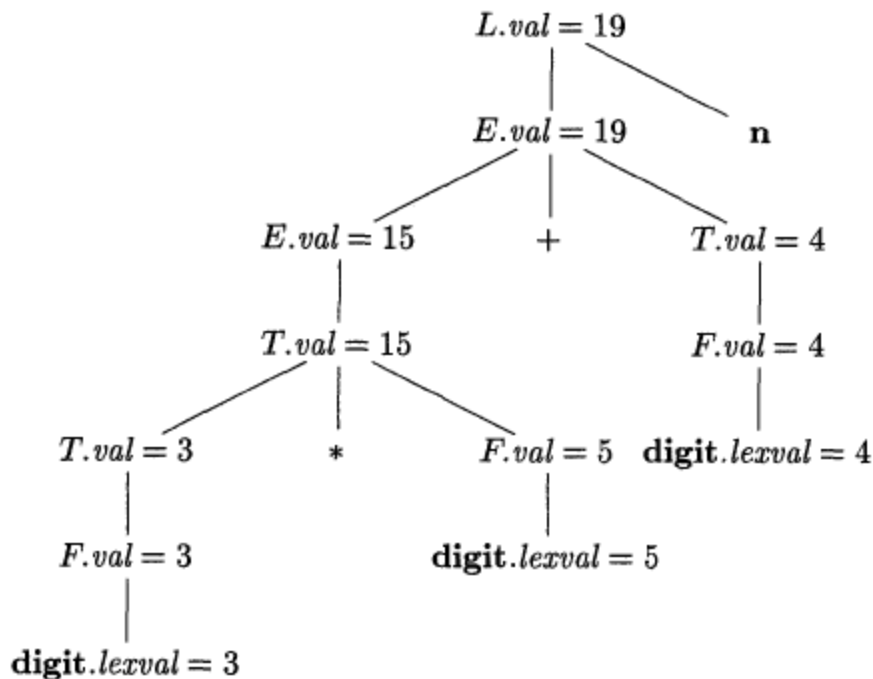 L.val = 19
E.val = 19 n
E.val = 15 + T.val = 4
T.val = 15 F.val = 4
T.val = 3 * F.val = 5 digit.lexval = 4
F.val = 3 digit.lexval = 5
digit.lexval = 3